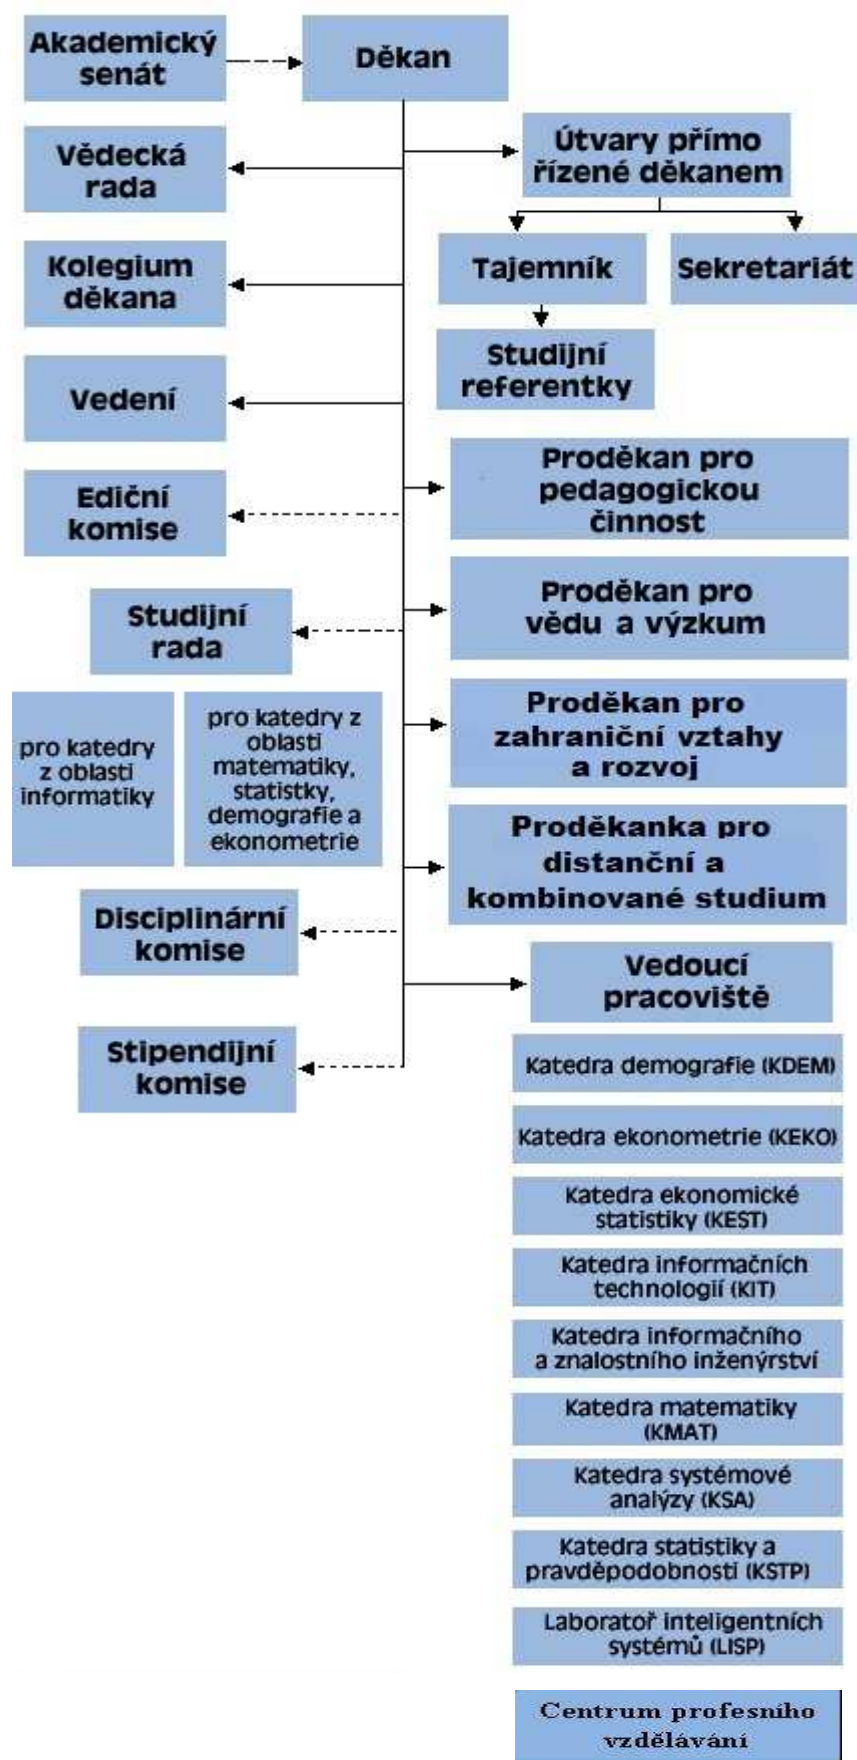 Akademický
senát
Děkan
Vědecká
rada
Útvary přímo
řízené děkanem
Kolegium
děkana
Tajemník
Sekretariát
Studijní
referentky
Vedení
Proděkan pro
pedagogickou
činnost
Ediční
komise
Proděkan pro
vědu a výzkum
Studijní
rada
pro katedry
z oblasti
informatiky
pro katedry z
oblasti
matematiky,
statistky,
demografie a
ekonometrie
Proděkan pro
zahraniční vztahy
a rozvoj
Proděkanka pro
distanční a
kombinované studium
Disciplinární
komise
Vedoucí
pracoviště
Stipendijní
komise
Katedra demografie (KDEM)
Katedra ekonometrie (KEKO)
Katedra ekonomické
statistiky (KEST)
Katedra informačních
technologií (KIT)
Katedra informačního
a znalostního inženýrství
Katedra matematiky
(KMAT)
Katedra systémové
analýzy (KSA)
Katedra statistiky a
pravděpodobnosti (KSTP)
Laboratoř inteligentních
systémů (LISP)
Centrum profesního
vzdělávání